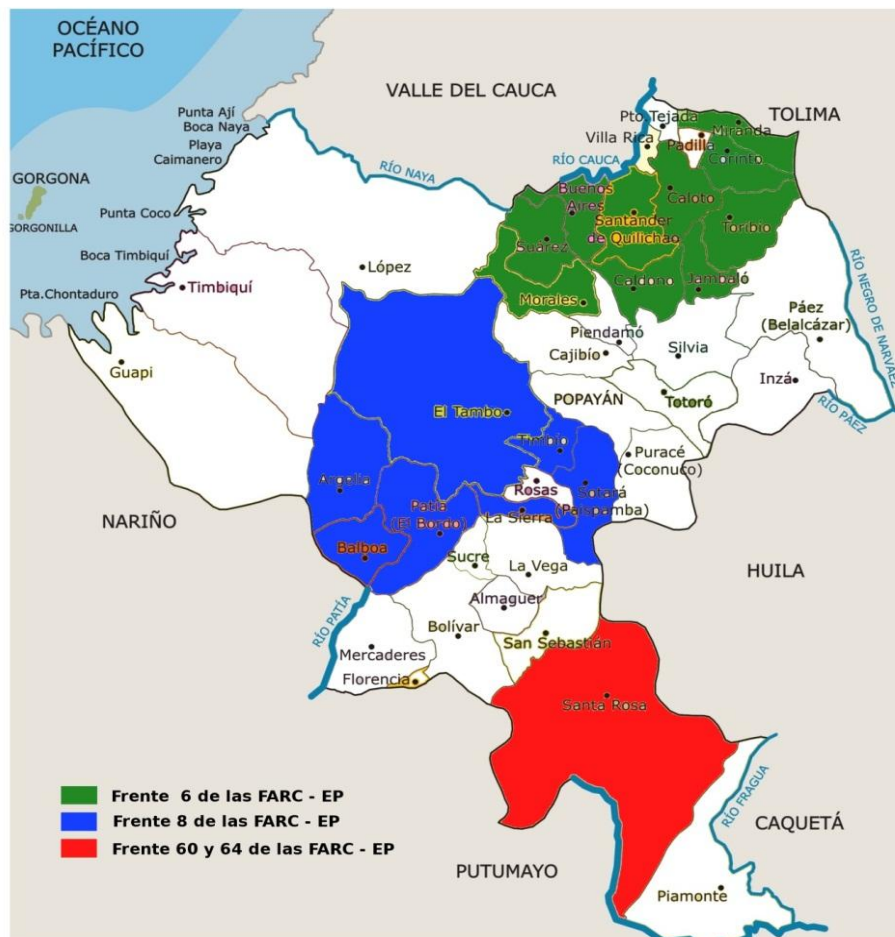 OCÉANO
PACÍFICO
VALLE DEL CAUCA
TOLIMA
Punta Ají
Boca Naya
Playa
Caimanero
GORGONA
GORGONILLA
Punta Coco
Boca Timbiquí
Pta.Chontaduro
RÍO NAYA
RÍO CAUCA
Pto.Tejada
Villa Rica
Padilla
Miranda
Corinto
Buenos
Aires
Santander
de Quilichao
Caloto
Toribío
Suárez
Morales
Caldono
Jambaló
RÍO NEGRO DE NARVAEZ
Páez
(Belalcázar)
López
Timbiquí
Guapi
Piendamó
Cajibío
Silvia
Inzá
RÍO PÁEZ
POPAYÁN
Totoró
El Tambo
Timbío
Puracé
(Coconuco)
Argelia
Rosas
Sotará
(Paispamba)
Patía
(El Bordo)
La Sierra
Balboa
NARIÑO
HUILA
Sucre
La Vega
Almaguer
RÍO PATÍA
Bolívar
San Sebastián
Mercaderes
Florencia
Santa Rosa
RÍO FRAGUA
CAQUETÁ
PUTUMAYO
Piamonte
Frente 6 de las FARC - EP
Frente 8 de las FARC - EP
Frente 60 y 64 de las FARC - EP